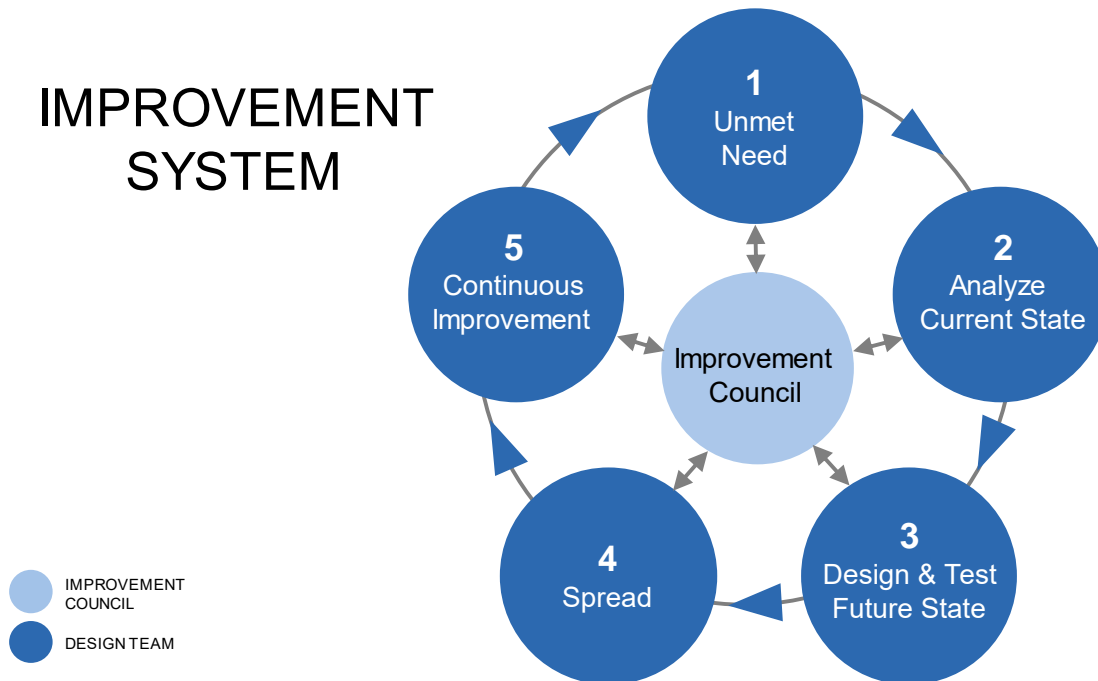 IMPROVEMENT
SYSTEM
1
Unmet
Need
2
Analyze
Current State
3
Design & Test
Future State
4
Spread
5
Continuous
Improvement
Improvement
Council
IMPROVEMENT
COUNCIL
DESIGN TEAM